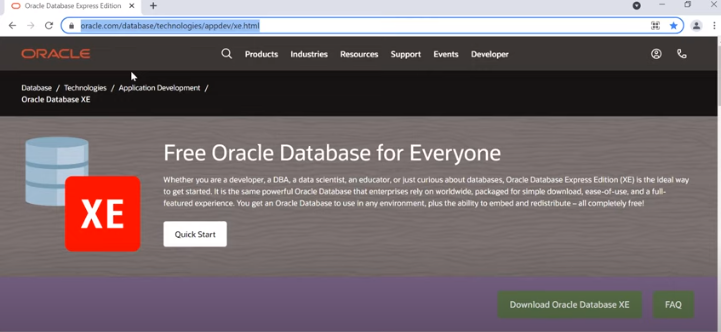 Oracle Database Express Edition
oracle.com/database/technologies/appdev/xe.html
ORACLE
Products Industries Resources Support Events Developer
Database / Technologies / Application Development /
Oracle Database XE
XE
Free Oracle Database for Everyone
Whether you are a developer, a DBA, a data scientist, an educator, or just curious about databases, Oracle Database Express Edition (XE) is the ideal way
to get started. It is the same powerful Oracle Database that enterprises rely on worldwide, packaged for simple download, ease-of-use, and a full-
featured experience. You get an Oracle Database to use in any environment, plus the ability to embed and redistribute – all completely free!
Quick Start
Download Oracle Database XE FAQ